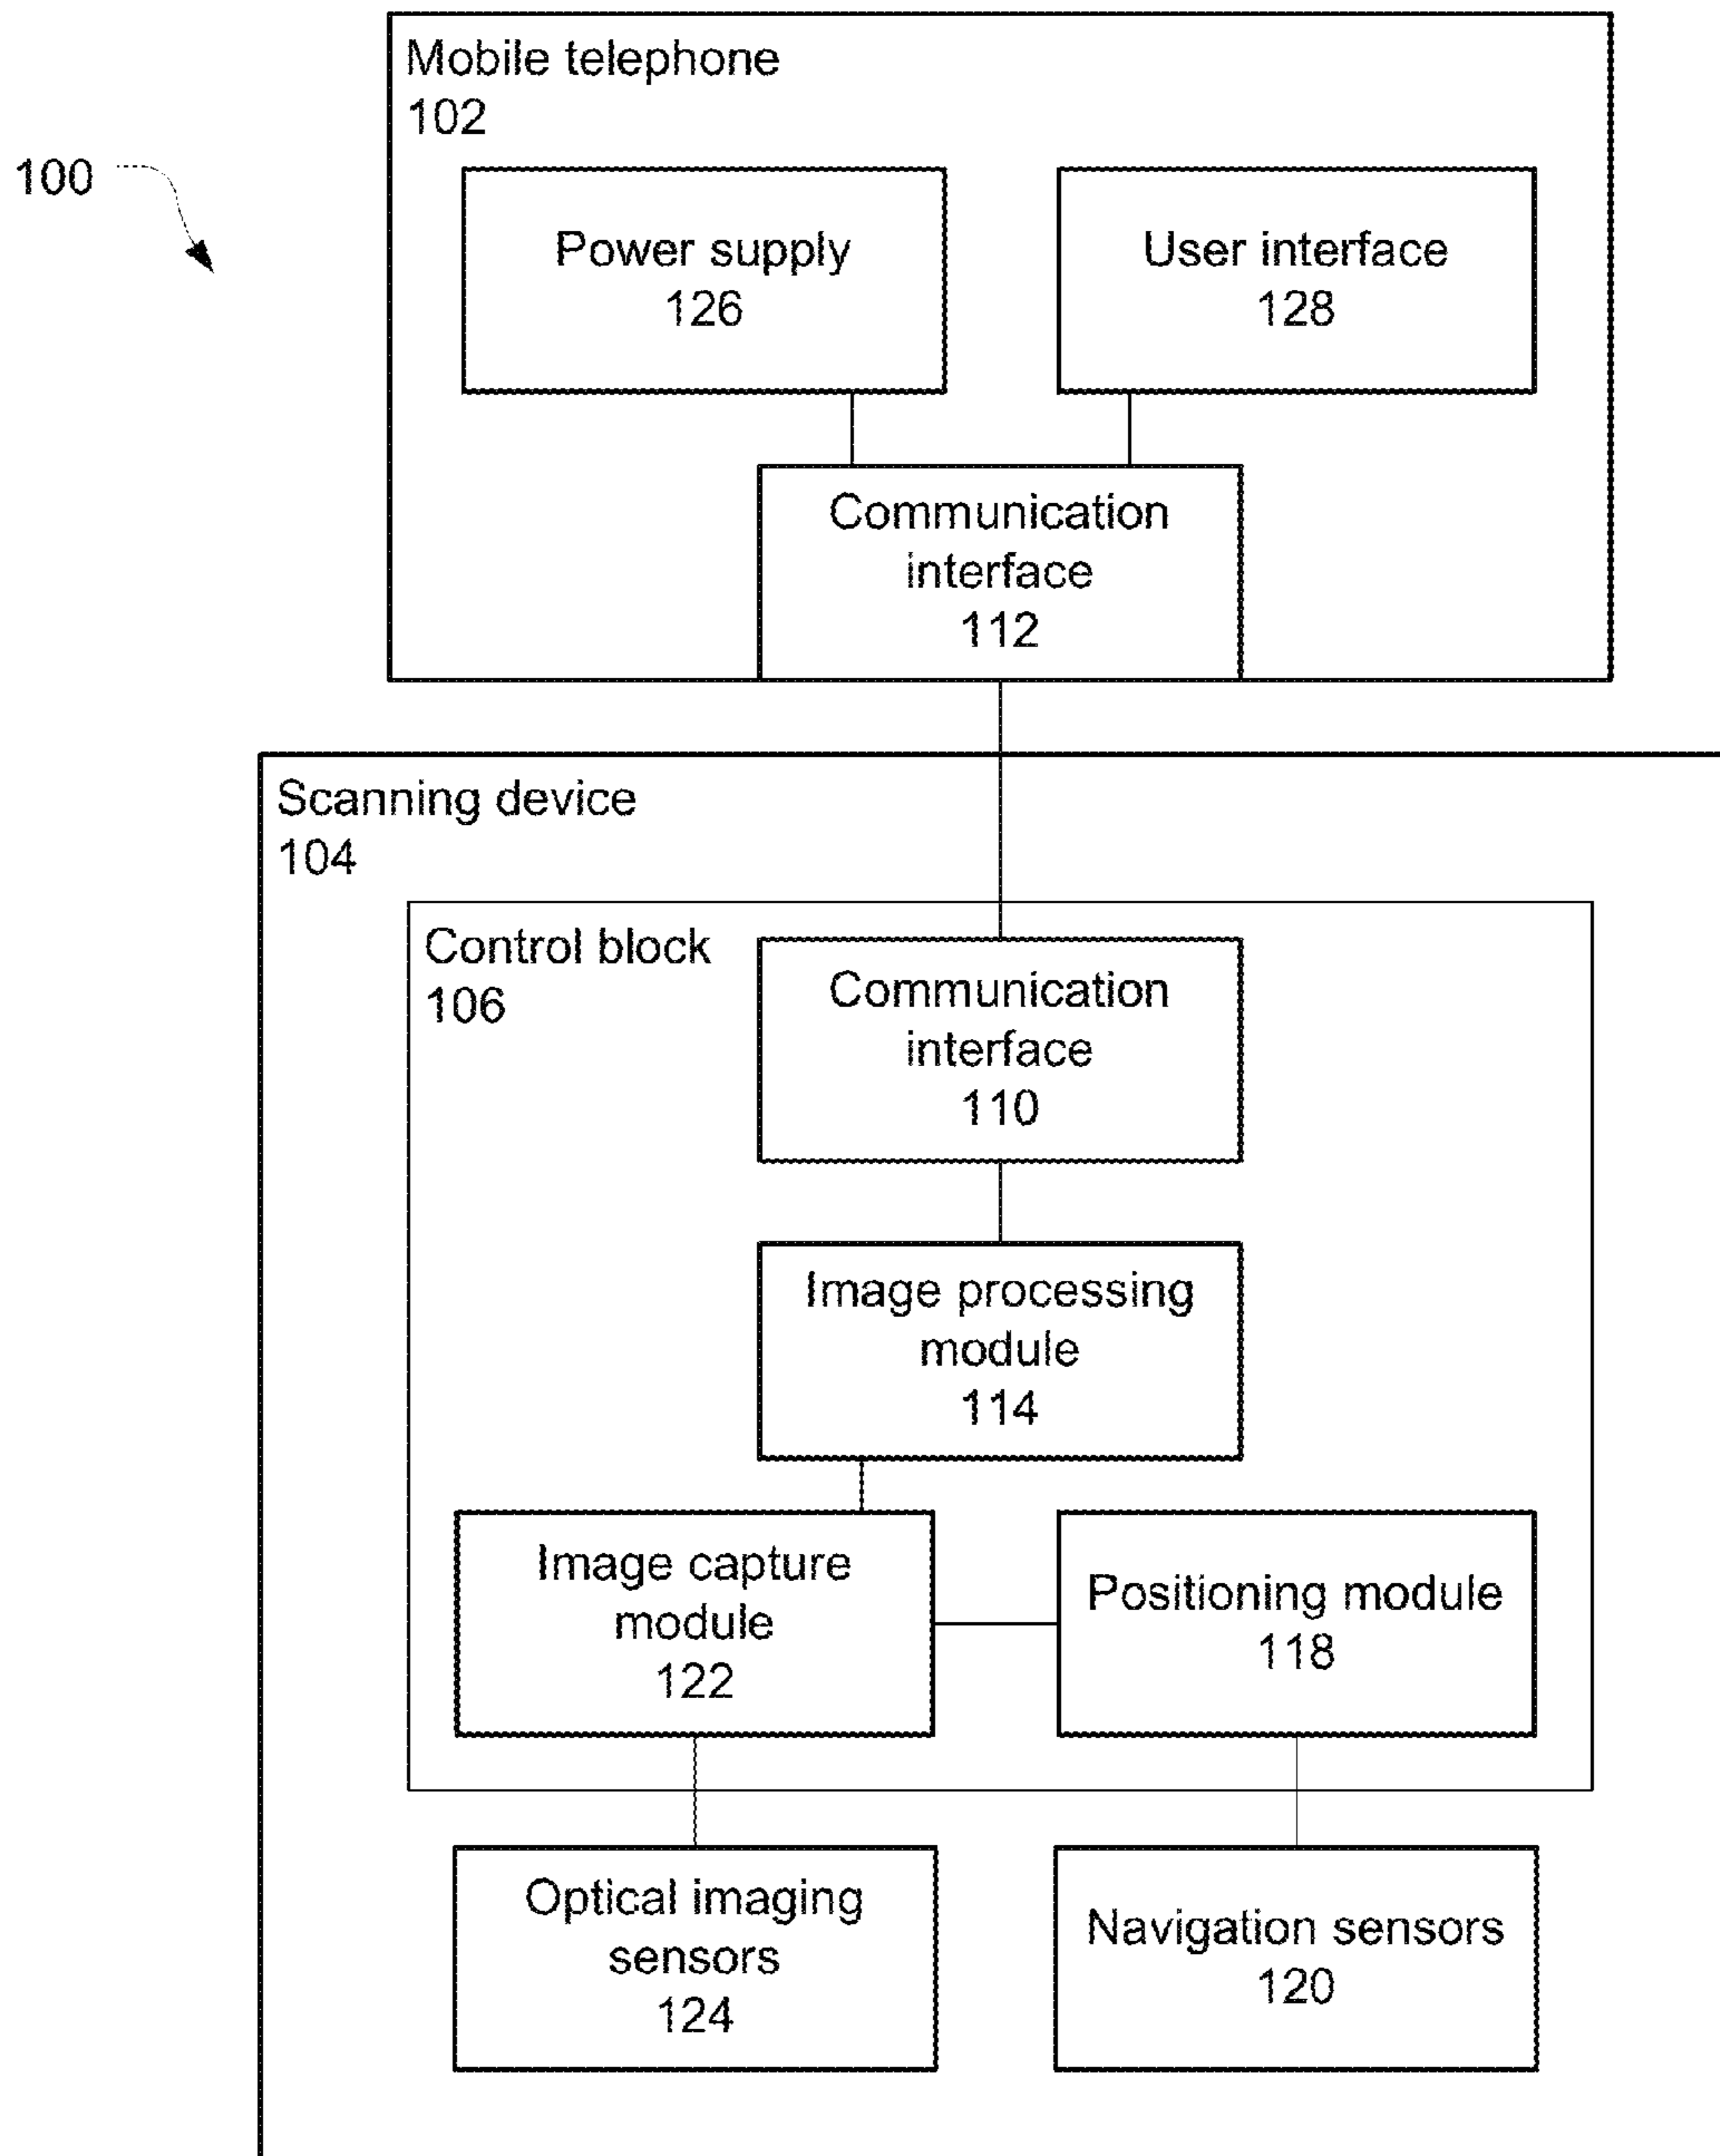 Mobile telephone
102
100
Power supply
126
User interface
128
Communication
interface
112
Scanning device
104
Control block
106
Communication
interface
110
Image processing
module
114
Image capture
module
122
Positioning module
118
Optical imaging
sensors
124
Navigation sensors
120